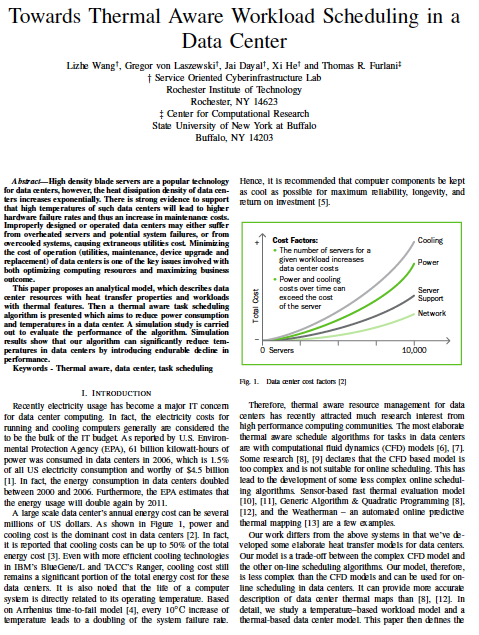 Towards Thermal Aware Workload Scheduling in a
Data Center
Lizhe Wang†, Gregor von Laszewski†, Jai Dayal†, Xi He† and Thomas R. Furlani‡
† Service Oriented Cyberinfrastructure Lab
Rochester Institute of Technology
Rochester, NY 14623
‡ Center for Computational Research
State University of New York at Buffalo
Buffalo, NY 14203
Abstract—High density blade servers are a popular technology
for data centers, however, the heat dissipation density of data cen-
ters increases exponentially. There is strong evidence to support
that high temperatures of such data centers will lead to higher
hardware failure rates and thus an increase in maintenance costs.
Improperly designed or operated data centers may either suffer
from overheated servers and potential system failures, or from
overcooled systems, causing extraneous utilities cost. Minimizing
the cost of operation (utilities, maintenance, device upgrade and
replacement) of data centers is one of the key issues involved with
both optimizing computing resources and maximizing business
outcome.
This paper proposes an analytical model, which describes data
center resources with heat transfer properties and workloads
with thermal features. Then a thermal aware task scheduling
algorithm is presented which aims to reduce power consumption
and temperatures in a data center. A simulation study is carried
out to evaluate the performance of the algorithm. Simulation
results show that our algorithm can significantly reduce tem-
peratures in data centers by introducing endurable decline in
performance.
Keywords - Thermal aware, data center, task scheduling
I. Introduction
Recently electricity usage has become a major IT concern
for data center computing. In fact, the electricity costs for
running and cooling computers generally are considered the
to be the bulk of the IT budget. As reported by U.S. Environ-
mental Protection Agency (EPA), 61 billion kilowatt-hours of
power was consumed in data centers in 2006, which is 1.5%
of all US electricity consumption and worthy of $4.5 billion
[1]. In fact, the energy consumption in data centers doubled
between 2000 and 2006. Furthermore, the EPA estimates that
the energy usage will double again by 2011.
A large scale data center's annual energy cost can be several
millions of US dollars. As shown in Figure 1, power and
cooling cost is the dominant cost in data centers [2]. In fact,
it is reported that cooling costs can be up to 50% of the total
energy cost [3]. Even with more efficient cooling technologies
in IBM's BlueGene/L and TACC's Ranger, cooling cost still
remains a significant portion of the total energy cost for these
data centers. It is also noted that the life of a computer
system is directly related to its operating temperature. Based
on Arrhenius time-to-fail model [4], every 10°C increase of
temperature leads to a doubling of the system failure rate.
Hence, it is recommended that computer components be kept
as cool as possible for maximum reliability, longevity, and
return on investment [5].
+
Cost Factors:
• The number of servers for a
given workload increases
data center costs
• Power and cooling
costs over time can
exceed the cost
of the server
Cooling
Power
Server
Support
Network
Total Cost
–
0 Servers 10,000
Fig. 1. Data center cost factors [2]
Therefore, thermal aware resource management for data
centers has recently attracted much research interest from
high performance computing communities. The most elaborate
thermal aware schedule algorithms for tasks in data centers
are with computational fluid dynamics (CFD) models [6], [7].
Some research [8], [9] declares that the CFD based model is
too complex and is not suitable for online scheduling. This has
lead to the development of some less complex online schedul-
ing algorithms. Sensor-based fast thermal evaluation model
[10], [11], Generic Algorithm & Quadratic Programming [8],
[12], and the Weatherman – an automated online predictive
thermal mapping [13] are a few examples.
Our work differs from the above systems in that we've de-
veloped some elaborate heat transfer models for data centers.
Our model is a trade-off between the complex CFD model and
the other on-line scheduling algorithms. Our model, therefore,
is less complex than the CFD models and can be used for on-
line scheduling in data centers. It can provide more accurate
description of data center thermal maps than [8], [12]. In
detail, we study a temperature–based workload model and a
thermal-based data center model. This paper then defines the